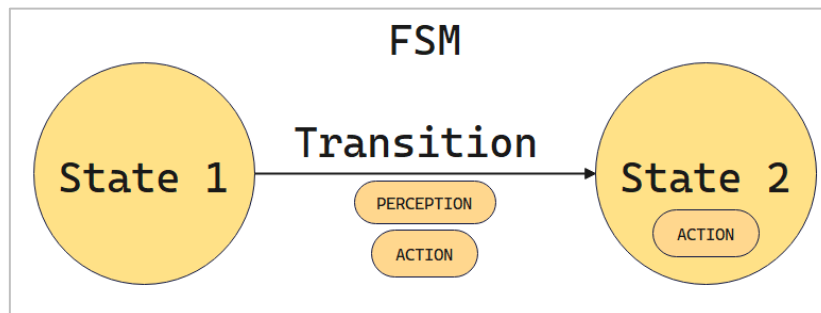 FSM
Transition
State 1
State 2
PERCEPTION
ACTION
ACTION